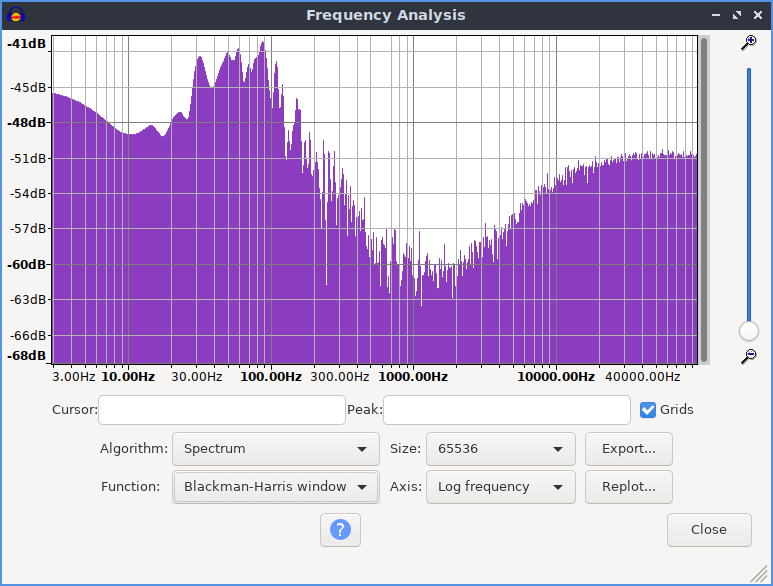 Frequency Analysis
-41dB
-45dB
-48dB
-51dB
-54dB
-57dB
-60dB
-63dB
-66dB
-68dB
3.00Hz 10.00Hz 30.00Hz 100.00Hz 300.00Hz 1000.00Hz 10000.00Hz 40000.00Hz
Cursor: Peak: Grids
Algorithm: Spectrum Size: 65536 Export...
Function: Blackman-Harris window Axis: Log frequency Replot...
? Close